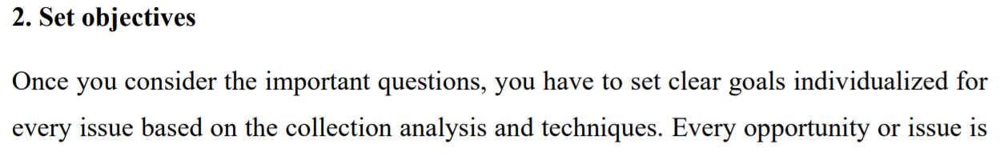 2. Set objectives
Once you consider the important questions, you have to set clear goals individualized for
every issue based on the collection analysis and techniques. Every opportunity or issue is